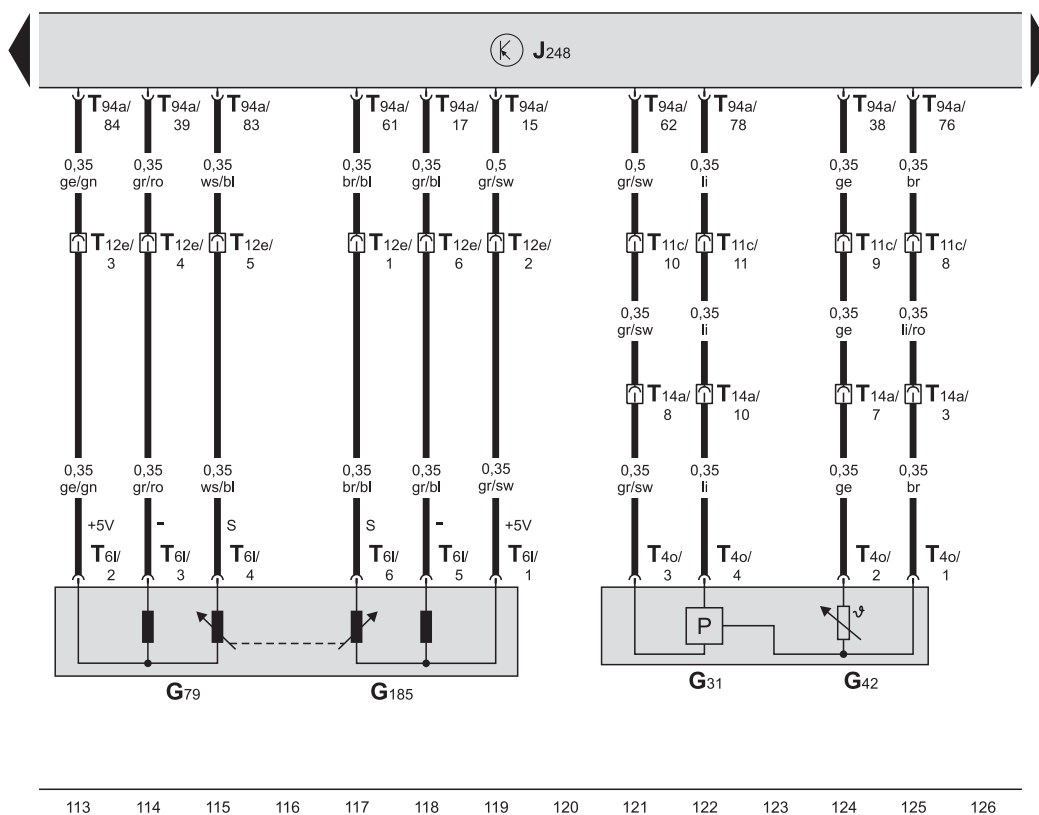 J248
T94a/ T94a/ T94a/ T94a/ T94a/ T94a/ T94a/ T94a/ T94a/ T94a/
84 39 83 61 17 15 62 78 38 76
0,35 0,35 0,35 0,35 0,35 0,5 0,5 0,35 0,35 0,35
ge/gn gr/ro ws/bl br/bl gr/bl gr/sw gr/sw li ge br
T12e/ T12e/ T12e/ T12e/ T12e/ T12e/ T11c/ T11c/ T11c/ T11c/
3 4 5 1 6 2 10 11 9 8
0,35 0,35 0,35 0,35
gr/sw li ge li/ro
T14a/ T14a/ T14a/ T14a/
8 10 7 3
0,35 0,35 0,35 0,35 0,35 0,35 0,35 0,35 0,35 0,35
ge/gn gr/ro ws/bl br/bl gr/bl gr/sw gr/sw li ge br
+5V - S S - +5V
T6l/ T6l/ T6l/ T6l/ T6l/ T6l/ T4o/ T4o/ T4o/ T4o/
2 3 4 6 5 1 3 4 2 1
P ϑ
G79 G185 G31 G42
113 114 115 116 117 118 119 120 121 122 123 124 125 126